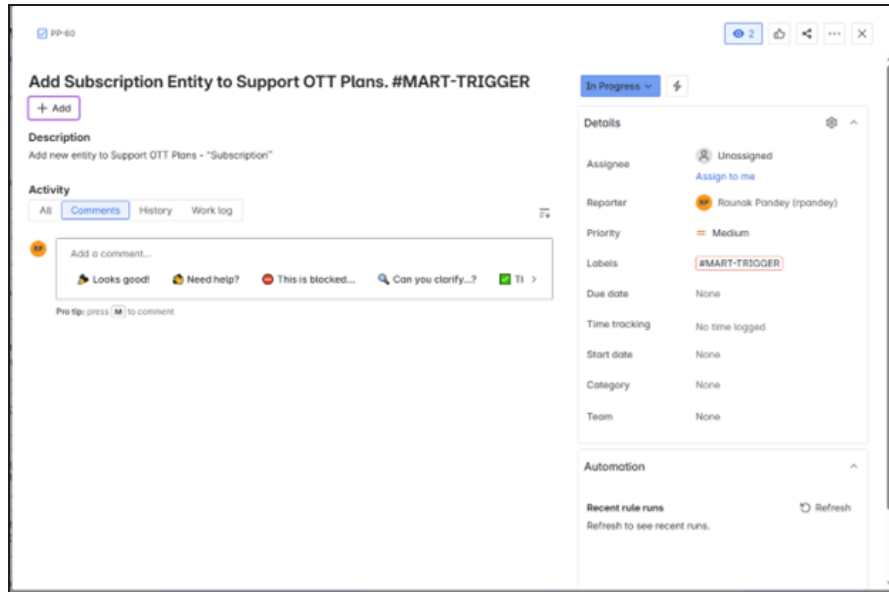 PP-60
2
Add Subscription Entity to Support OTT Plans. #MART-TRIGGER
+ Add
Description
Add new entity to Support OTT Plans - "Subscription"
Activity
All Comments History Work log
RP
Add a comment...
Looks good! Need help? This is blocked... Can you clarify...? Tl
Pro tip: press M to comment
In Progress
Details
Assignee
Unassigned
Assign to me
Reporter
RP Raunak Pandey (rpandey)
Priority
Medium
Labels
#MART-TRIGGER
Due date
None
Time tracking
No time logged
Start date
None
Category
None
Team
None
Automation
Recent rule runs
Refresh
Refresh to see recent runs.